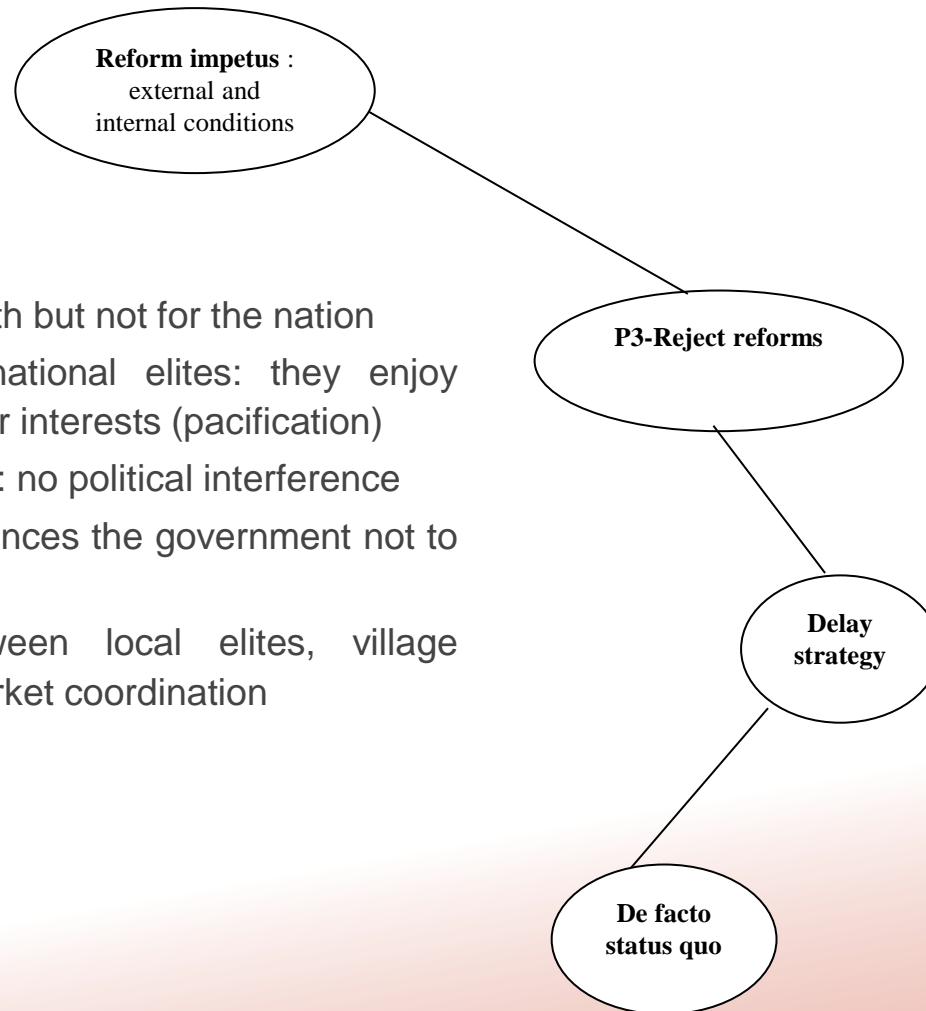 Reform impetus :
external and
internal conditions
th but not for the nation
national elites: they enjoy
r interests (pacification)
: no political interference
nces the government not to
ween local elites, village
rket coordination
P3-Reject reforms
Delay
strategy
De facto
status quo